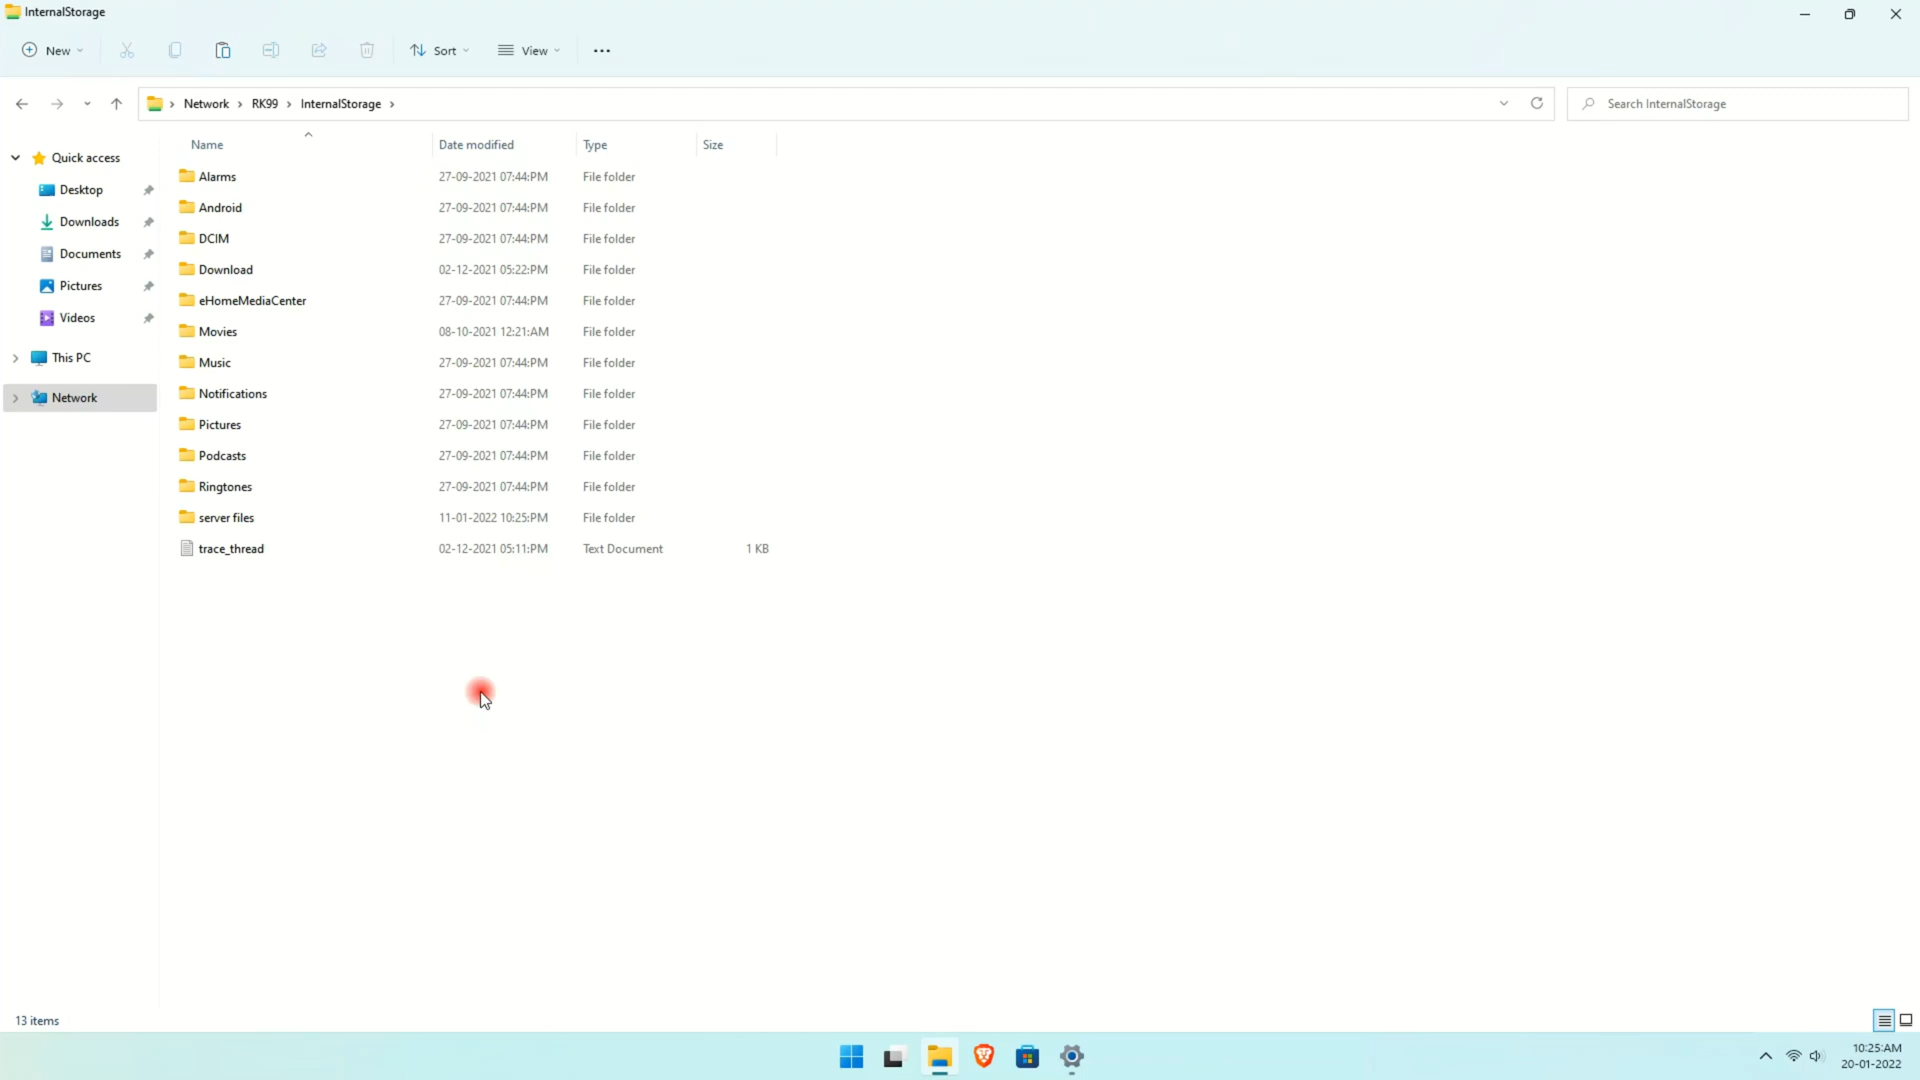 InternalStorage
New Sort View
Network RK99 InternalStorage Search InternalStorage
Name Date modified Type Size
Quick access
Desktop
Downloads
Documents
Pictures
Videos
This PC
Network
Alarms 27-09-2021 07:44:PM File folder
Android 27-09-2021 07:44:PM File folder
DCIM 27-09-2021 07:44:PM File folder
Download 02-12-2021 05:22:PM File folder
eHomeMediaCenter 27-09-2021 07:44:PM File folder
Movies 08-10-2021 12:21:AM File folder
Music 27-09-2021 07:44:PM File folder
Notifications 27-09-2021 07:44:PM File folder
Pictures 27-09-2021 07:44:PM File folder
Podcasts 27-09-2021 07:44:PM File folder
Ringtones 27-09-2021 07:44:PM File folder
server files 11-01-2022 10:25:PM File folder
trace_thread 02-12-2021 05:11:PM Text Document 1 KB
13 items
10:25:AM
20-01-2022